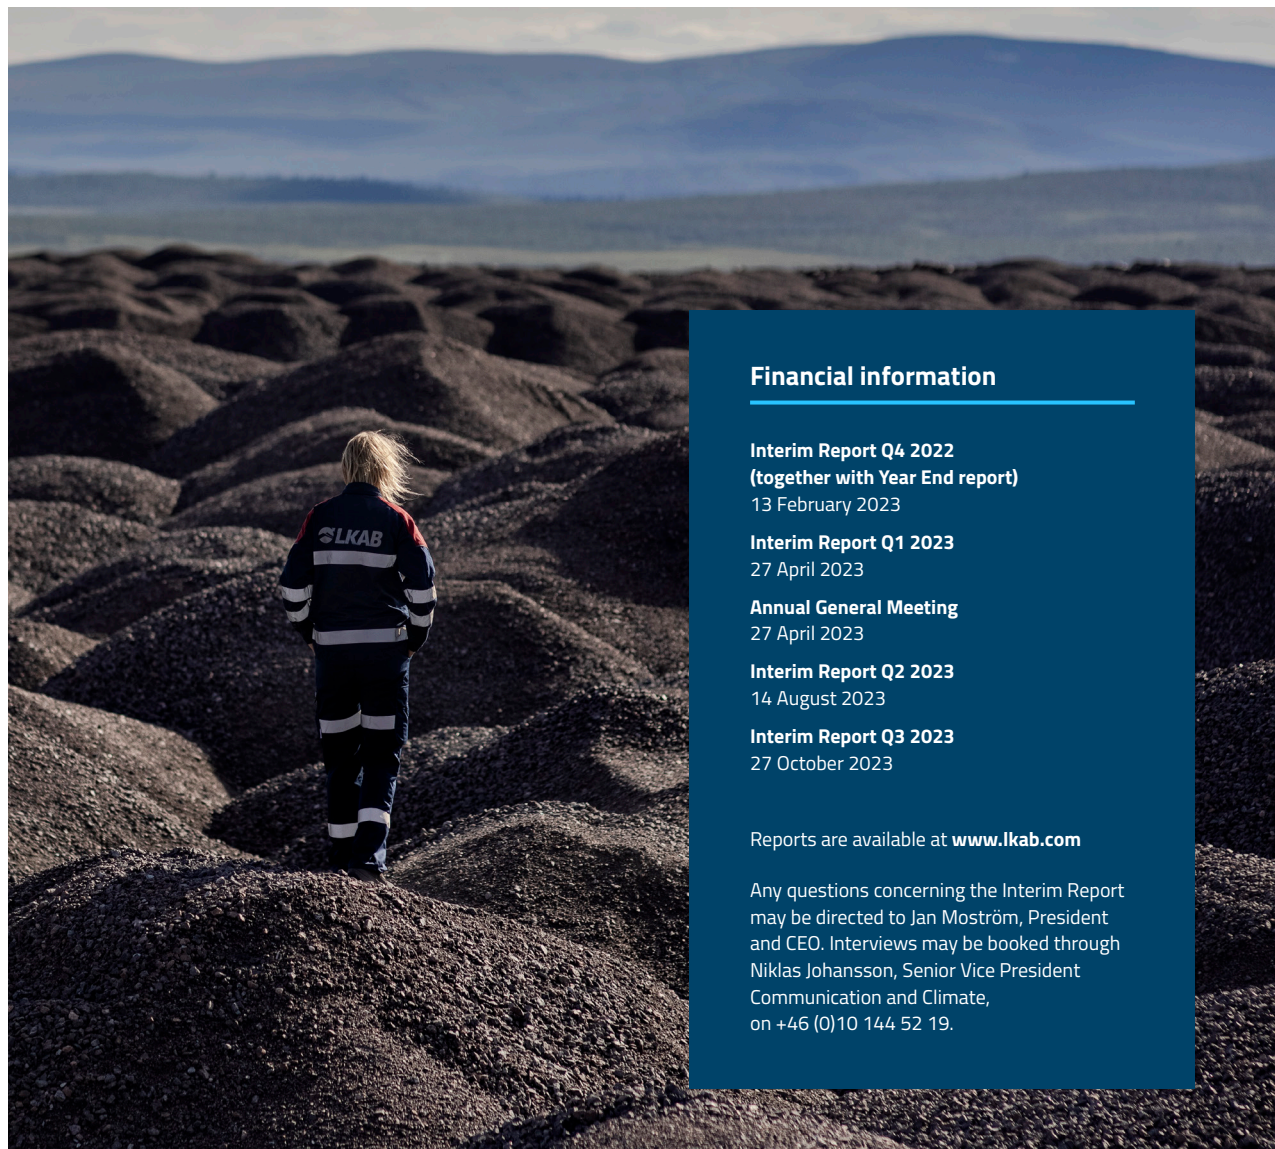 LKAB
Financial information
Interim Report Q4 2022
(together with Year End report)
13 February 2023
Interim Report Q1 2023
27 April 2023
Annual General Meeting
27 April 2023
Interim Report Q2 2023
14 August 2023
Interim Report Q3 2023
27 October 2023
Reports are available at www.lkab.com
Any questions concerning the Interim Report
may be directed to Jan Moström, President
and CEO. Interviews may be booked through
Niklas Johansson, Senior Vice President
Communication and Climate,
on +46 (0)10 144 52 19.